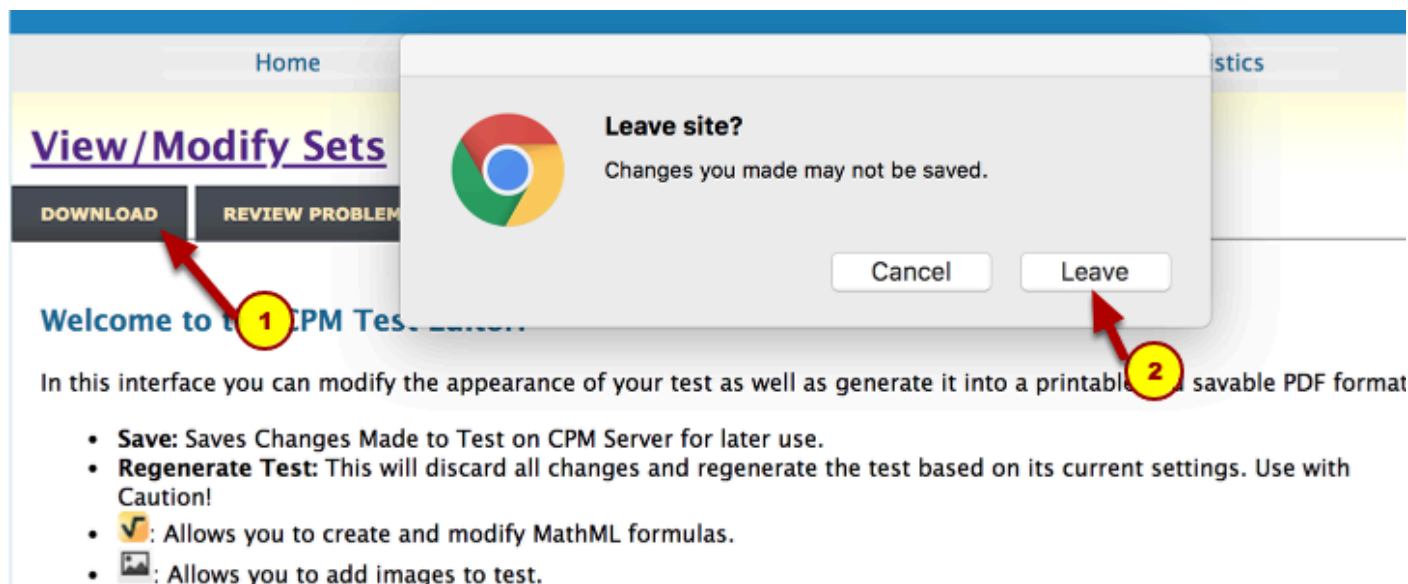 Home
istics
Leave site?
Changes you made may not be saved.
View/Modify Sets
DOWNLOAD
REVIEW PROBLEM
Cancel
Leave
1
Welcome to t CPM Test
2
In this interface you can modify the appearance of your test as well as generate it into a printable savable PDF format
• Save: Saves Changes Made to Test on CPM Server for later use.
• Regenerate Test: This will discard all changes and regenerate the test based on its current settings. Use with
Caution!
• : Allows you to create and modify MathML formulas.
• : Allows you to add images to test.